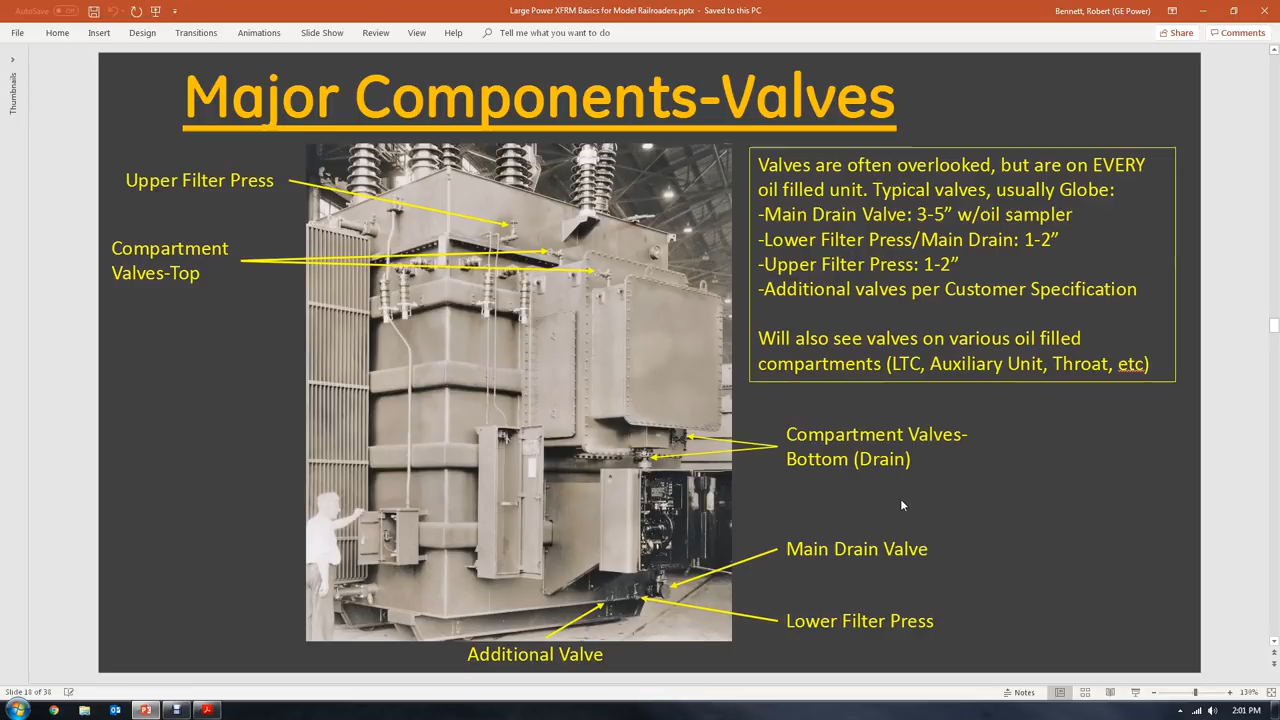 AutoSave
Off
Large Power XFRM Basics for Model Railroaders.pptx - Saved to this PC
Bennett, Robert (GE Power)
File
Home
Insert
Draw
Design
Transitions
Animations
Slide Show
Review
View
Help
Tell me what you want to do
Share
Comments
Thumbnails
Major Components-Valves
Upper Filter Press
Compartment
Valves-Top
Valves are often overlooked, but are on EVERY
oil filled unit. Typical valves, usually Globe:
-Main Drain Valve: 3-5” w/oil sampler
-Lower Filter Press/Main Drain: 1-2”
-Upper Filter Press: 1-2”
-Additional valves per Customer Specification
Will also see valves on various oil filled
compartments (LTC, Auxiliary Unit, Throat, etc)
Compartment Valves-
Bottom (Drain)
Main Drain Valve
Lower Filter Press
Additional Valve
Slide 18 of 38
Notes
139%
2:01 PM